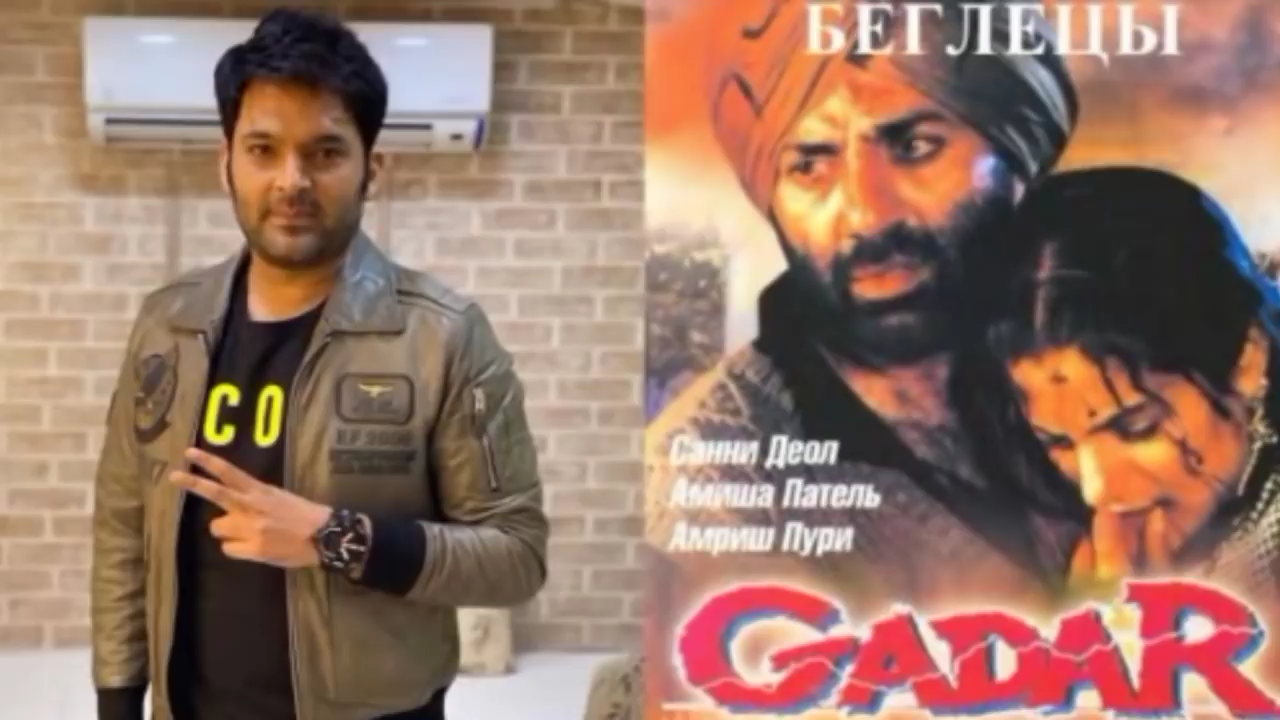 CO
БЕГЛЕЦЫ
Санни Деол
Амиша Патель
Амриш Пури
GADAR